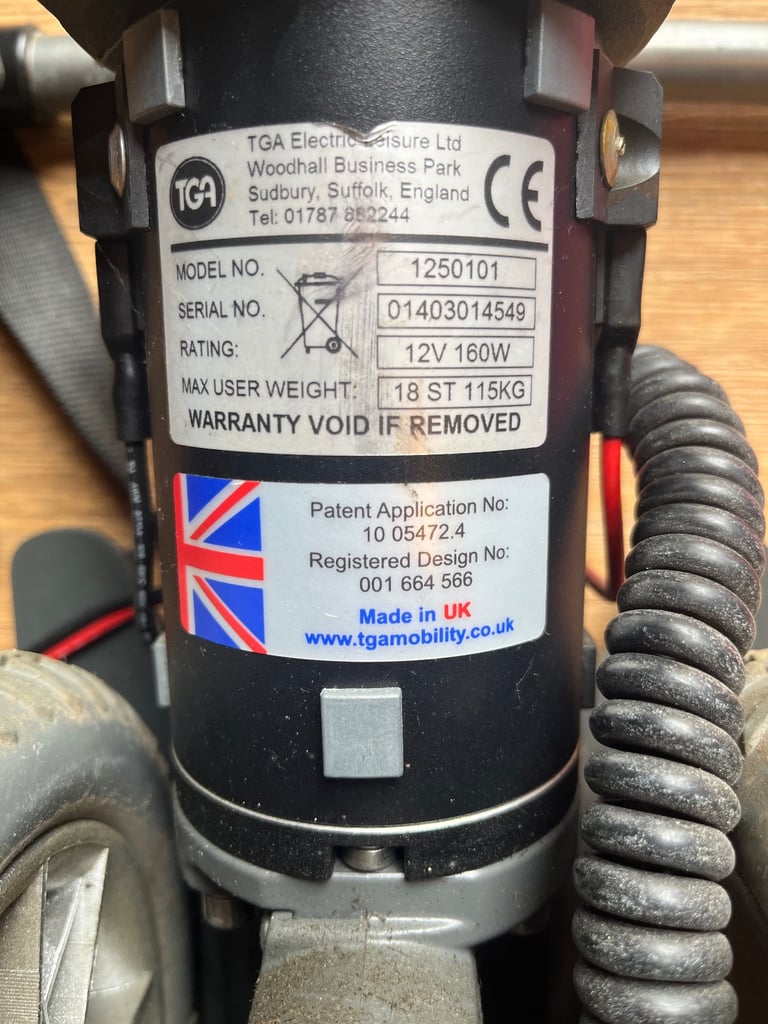 TGA Electric Leisure Ltd
Woodhall Business Park
Sudbury, Suffolk, England
Tel: 01787 882244
TGA
CE
MODEL NO. 1250101
SERIAL NO. 01403014549
RATING: 12V 160W
MAX USER WEIGHT: 18 ST 115KG
WARRANTY VOID IF REMOVED
Patent Application No:
10 05472.4
Registered Design No:
001 664 566
Made in UK
www.tgamobility.co.uk